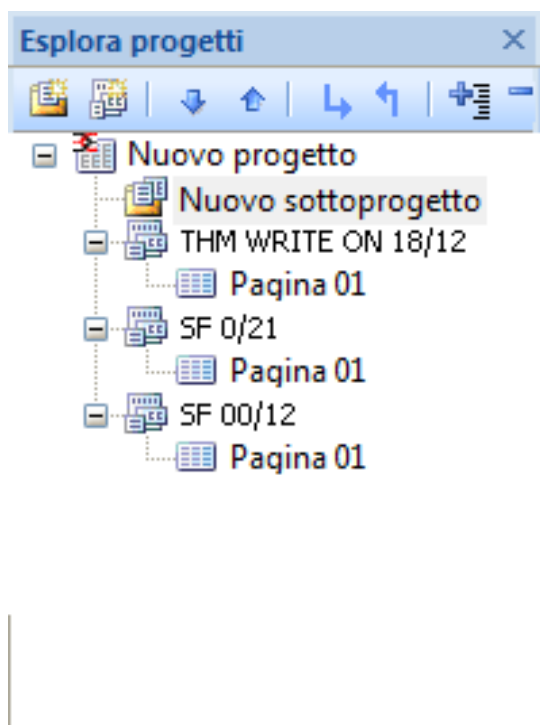 Esplora progetti
Nuovo progetto
Nuovo sottoprogetto
THM WRITE ON 18/12
Pagina 01
SF 0/21
Pagina 01
SF 00/12
Pagina 01